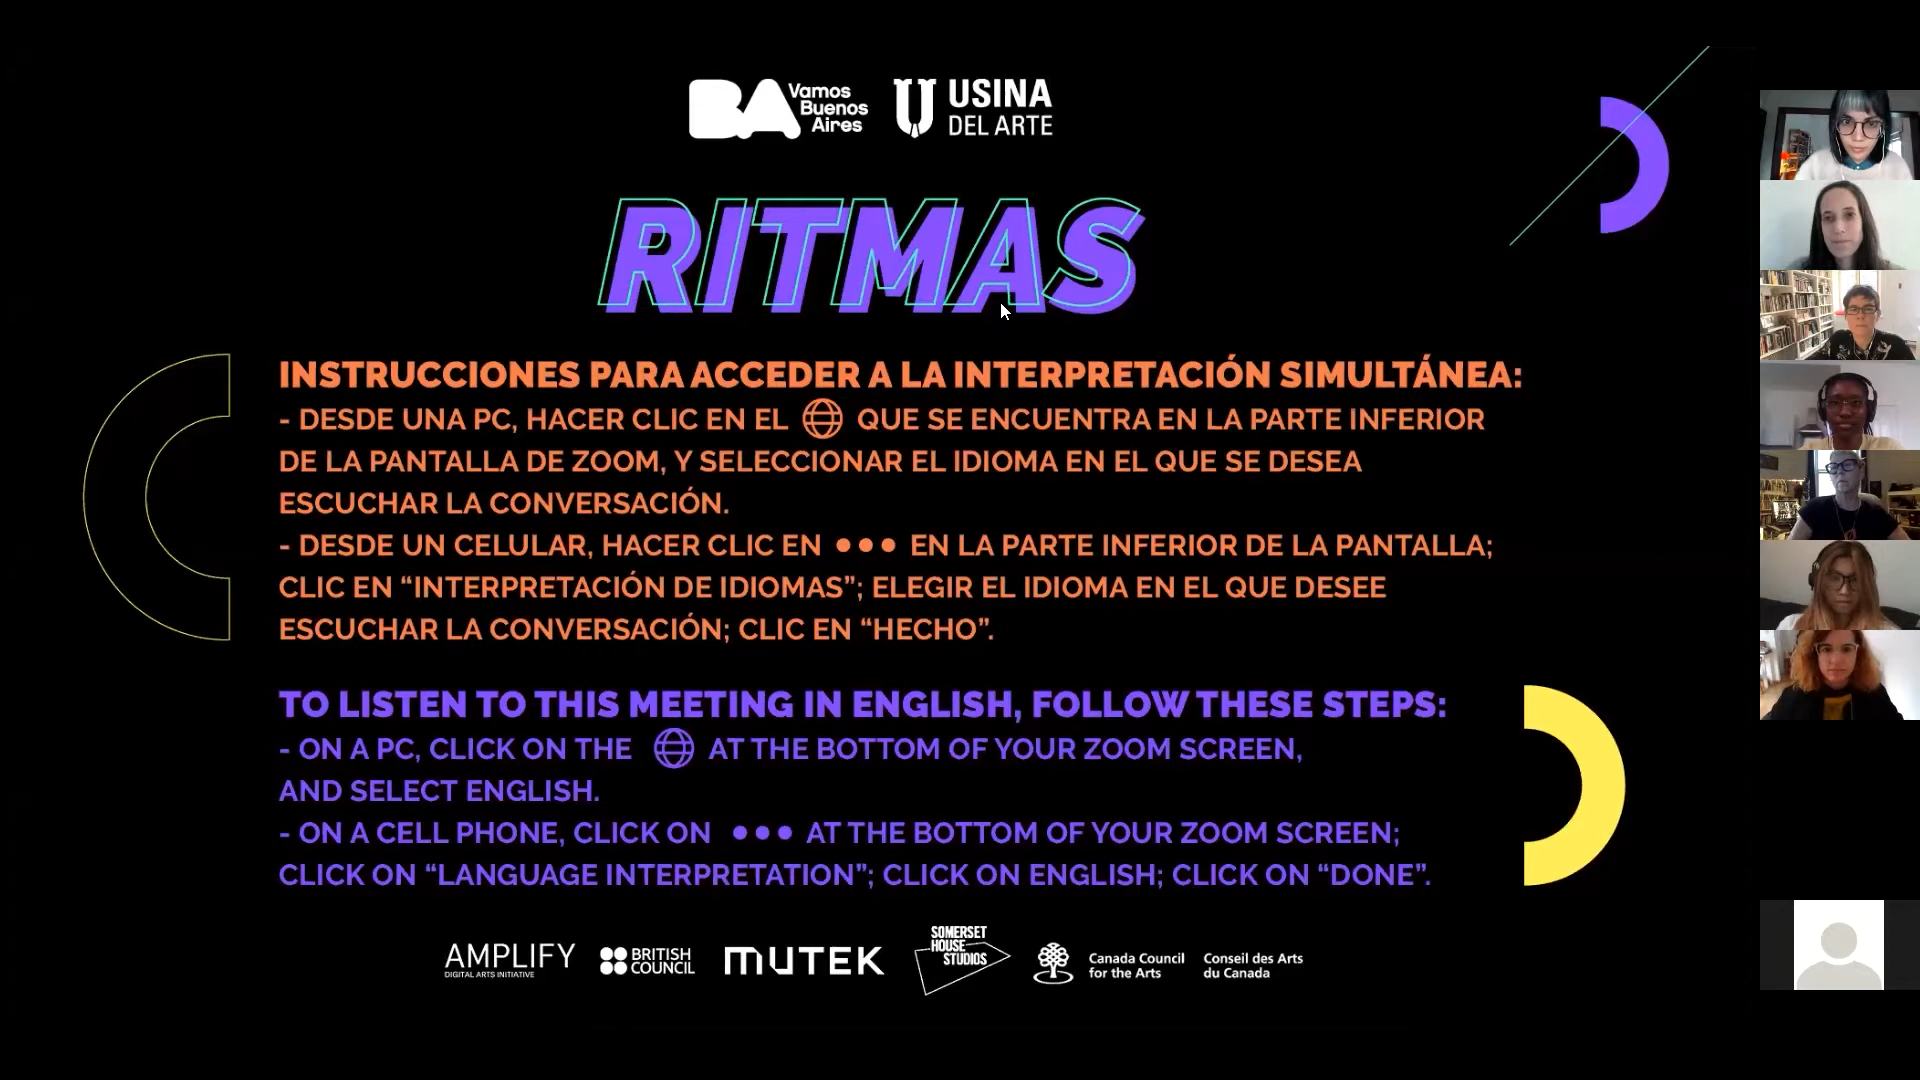 BA Vamos
Buenos
Aires
USINA
DEL ARTE
RITMAS
INSTRUCCIONES PARA ACCEDER A LA INTERPRETACIÓN SIMULTÁNEA:
- DESDE UNA PC, HACER CLIC EN EL QUE SE ENCUENTRA EN LA PARTE INFERIOR
DE LA PANTALLA DE ZOOM, Y SELECCIONAR EL IDIOMA EN EL QUE SE DESEA
ESCUCHAR LA CONVERSACIÓN.
- DESDE UN CELULAR, HACER CLIC EN ••• EN LA PARTE INFERIOR DE LA PANTALLA;
CLIC EN “INTERPRETACIÓN DE IDIOMAS”; ELEGIR EL IDIOMA EN EL QUE DESEE
ESCUCHAR LA CONVERSACIÓN; CLIC EN “HECHO”.
TO LISTEN TO THIS MEETING IN ENGLISH, FOLLOW THESE STEPS:
- ON A PC, CLICK ON THE AT THE BOTTOM OF YOUR ZOOM SCREEN,
AND SELECT ENGLISH.
- ON A CELL PHONE, CLICK ON ••• AT THE BOTTOM OF YOUR ZOOM SCREEN;
CLICK ON “LANGUAGE INTERPRETATION”; CLICK ON ENGLISH; CLICK ON “DONE”.
AMPLIFY
DIGITAL ARTS INITIATIVE
BRITISH
COUNCIL
MUTEK
SOMERSET
HOUSE
STUDIOS
Canada Council
for the Arts
Conseil des Arts
du Canada